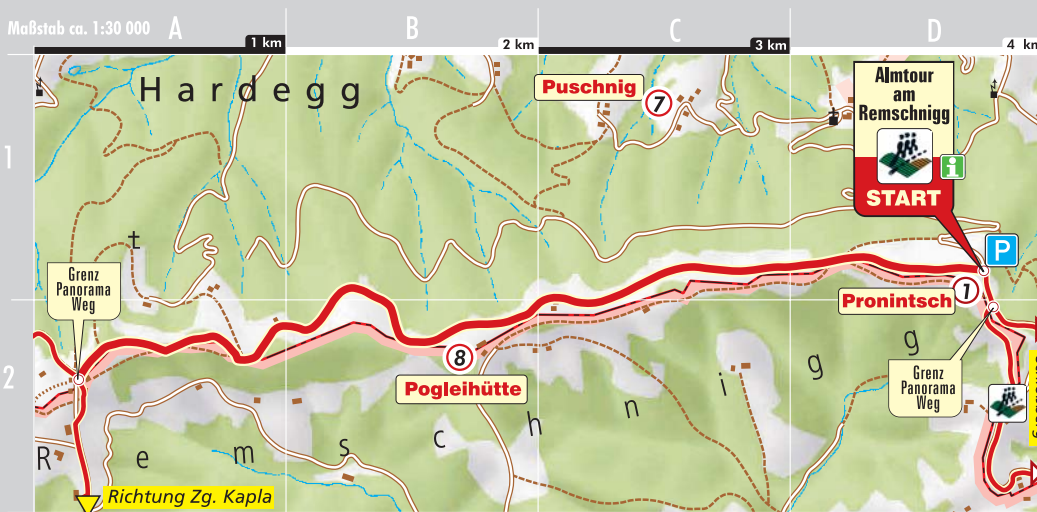 Maßstab ca. 1:30 000
A
B
C
D
1 km
2 km
3 km
4 km
1
2
Hardegg
t
Puschnig
7
Almtour
am
Remschnigg
i
START
P
Grenz
Panorama
Weg
1
Pronintsch
8
Pogleihütte
Grenz
Panorama
Weg
Remschnigg
Richtung Zg. Kapla